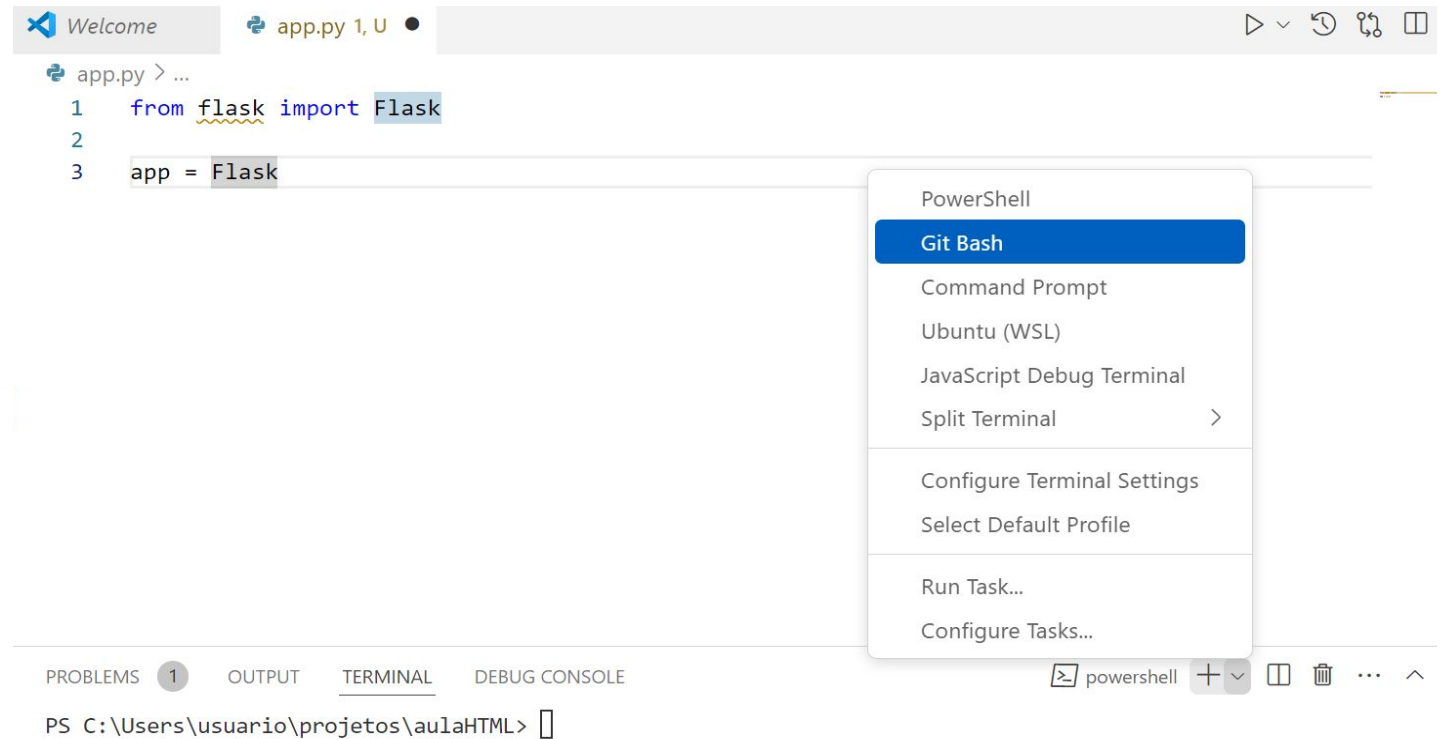 Welcome
app.py 1, U
app.py > ...
1 from flask import Flask
2
3 app = Flask
PowerShell
Git Bash
Command Prompt
Ubuntu (WSL)
JavaScript Debug Terminal
Split Terminal
Configure Terminal Settings
Select Default Profile
Run Task...
Configure Tasks...
PROBLEMS 1 OUTPUT TERMINAL DEBUG CONSOLE
powershell
PS C:\Users\usuario\projetos\aulaHTML>